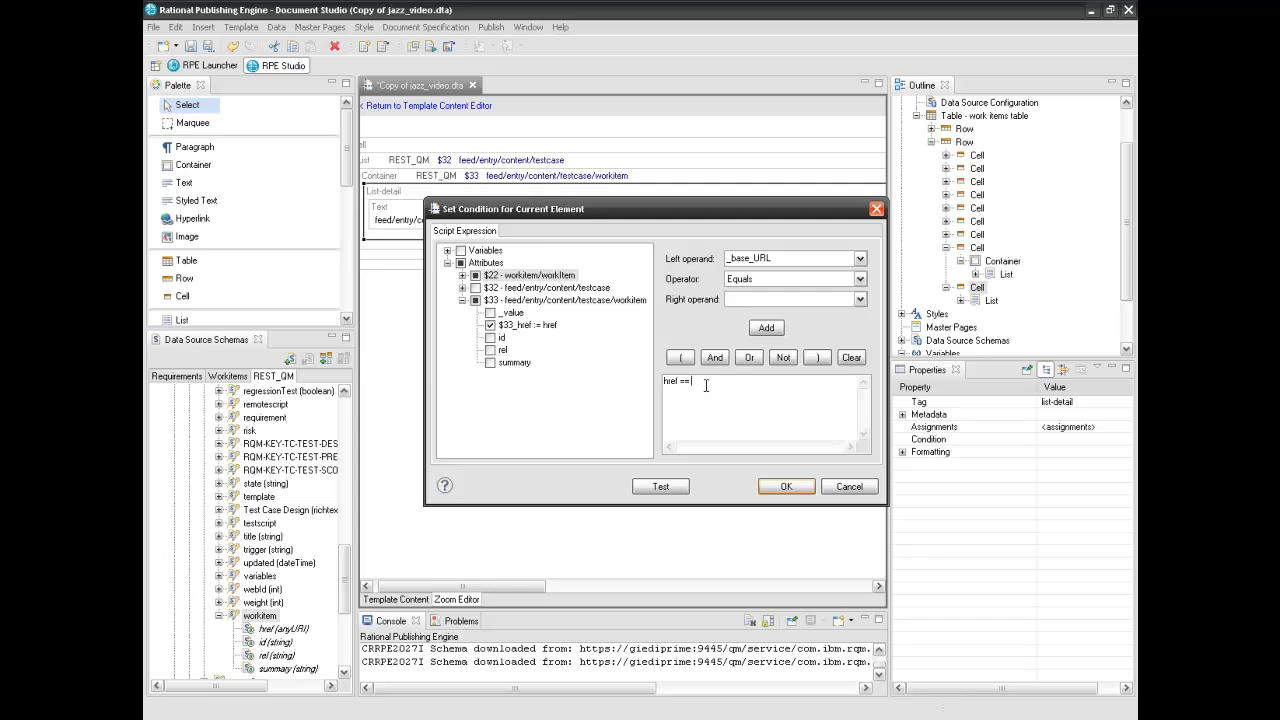 Rational Publishing Engine - Document Studio (Copy of jazz_video.dta)
File Edit Insert Template Data Master Pages Style Document Specification Publish Window Help
RPE Launcher RPE Studio
Palette
Select
Marquee
Paragraph
Container
Text
Styled Text
Hyperlink
Image
Table
Row
Cell
List
Data Source Schemas
Requirements Workitems REST_QM
regressionTest (boolean)
remotescript
requirement
risk
RQM-KEY-TC-TEST-DES
RQM-KEY-TC-TEST-PRE
RQM-KEY-TC-TEST-SCO
state (string)
template
Test Case Design (richtex
testscript
title (string)
trigger (string)
updated (dateTime)
variables
webId (int)
weight (int)
workitem
href (anyURI)
id (string)
rel (string)
summary (string)
*Copy of jazz_video.dta
< Return to Template Content Editor
ell
ist REST_QM $32 feed/entry/content/testcase
Container REST_QM $33 feed/entry/content/testcase/workitem
List-detail
Text
feed/entry/c
Set Condition for Current Element
Script Expression
Variables
Attributes
$22 - workitem/workItem
$32 - feed/entry/content/testcase
$33 - feed/entry/content/testcase/workitem
_value
$33_href := href
id
rel
summary
Left operand: _base_URL
Operator: Equals
Right operand:
Add
( And Or Not ) Clear
href ==
? Test OK Cancel
Template Content Zoom Editor
Console Problems
Rational Publishing Engine
CRRPE2027I Schema downloaded from: https://giediprime:9445/qm/service/com.ibm.rqm.
CRRPE2027I Schema downloaded from: https://giediprime:9445/qm/service/com.ibm.rqm.
Outline
Data Source Configuration
Table - work items table
Row
Row
Cell
Cell
Cell
Cell
Cell
Cell
Cell
Cell
Container
List
Cell
List
Styles
Master Pages
Data Source Schemas
Variables
Properties
Property Value
Tag list-detail
Metadata
Assignments <assignments>
Condition
Formatting